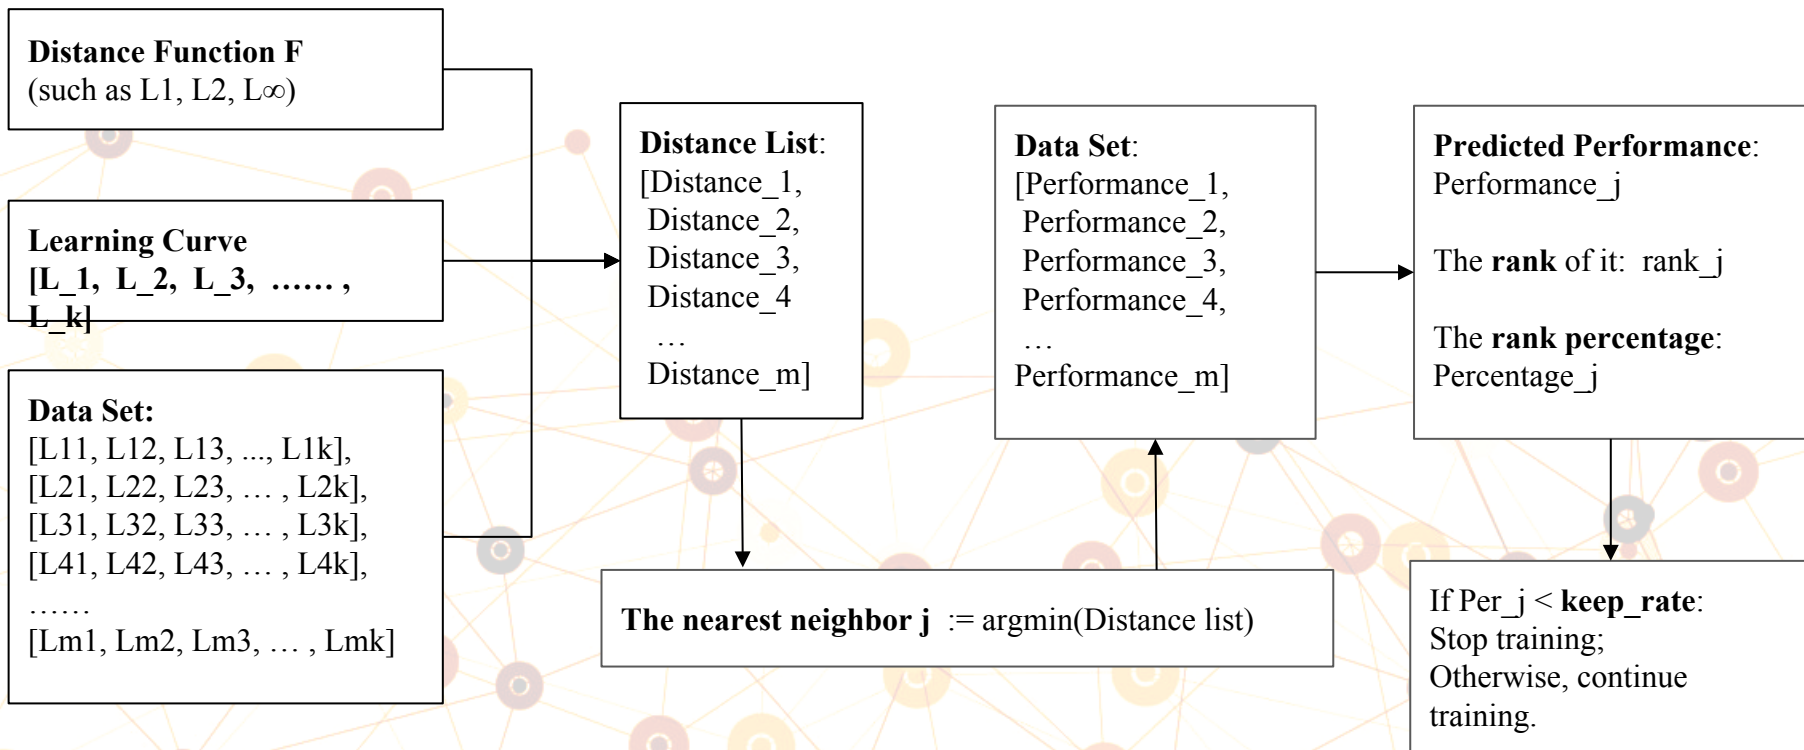 Distance Function F
(such as L1, L2, L∞)
Learning Curve
[L_1, L_2, L_3, …… ,
L_k]
Data Set:
[L11, L12, L13, ..., L1k],
[L21, L22, L23, … , L2k],
[L31, L32, L33, … , L3k],
[L41, L42, L43, … , L4k],
……
[Lm1, Lm2, Lm3, … , Lmk]
Distance List:
[Distance_1,
Distance_2,
Distance_3,
Distance_4
…
Distance_m]
The nearest neighbor j := argmin(Distance list)
Data Set:
[Performance_1,
Performance_2,
Performance_3,
Performance_4,
…
Performance_m]
Predicted Performance:
Performance_j
The rank of it: rank_j
The rank percentage:
Percentage_j
If Per_j < keep_rate:
Stop training;
Otherwise, continue
training.